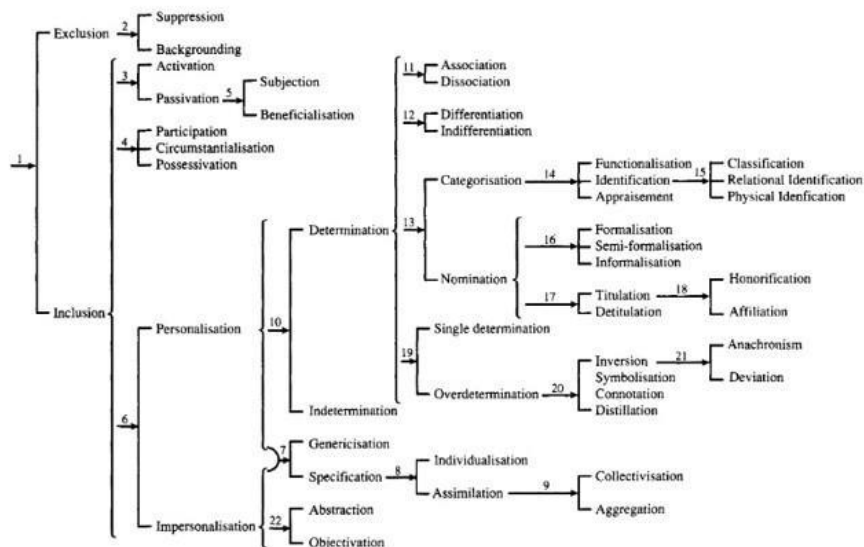 1
Exclusion
2
Suppression
Backgrounding
Inclusion
3
Activation
Passivation
5
Subjection
Beneficialisation
4
Participation
Circumstantialisation
Possessivation
6
Personalisation
Impersonalisation
10
Determination
Indetermination
11
Association
Dissociation
12
Differentiation
Indifferentiation
13
Categorisation
14
Functionalisation
Identification
Appraisement
15
Classification
Relational Identification
Physical Idenfication
Nomination
16
Formalisation
Semi-formalisation
Informalisation
17
Titulation
Detitulation
18
Honorification
Affiliation
19
Single determination
Overdetermination
20
Inversion
Symbolisation
Connotation
Distillation
21
Anachronism
Deviation
7
Genericisation
Specification
8
Individualisation
Assimilation
9
Collectivisation
Aggregation
22
Abstraction
Objectivation